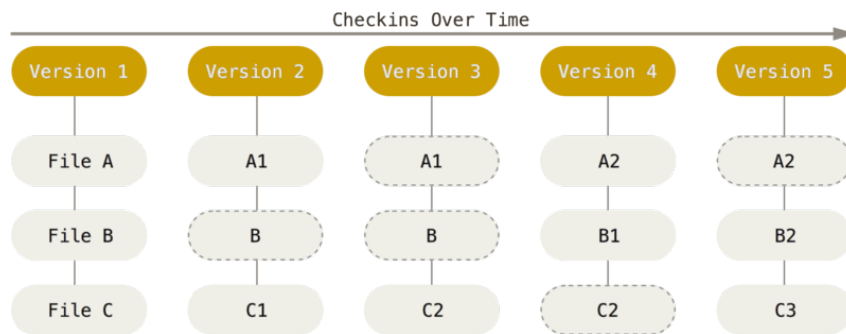 Checkins Over Time
Version 1 Version 2 Version 3 Version 4 Version 5
File A A1 A1 A2 A2
File B B B B1 B2
File C C1 C2 C2 C3